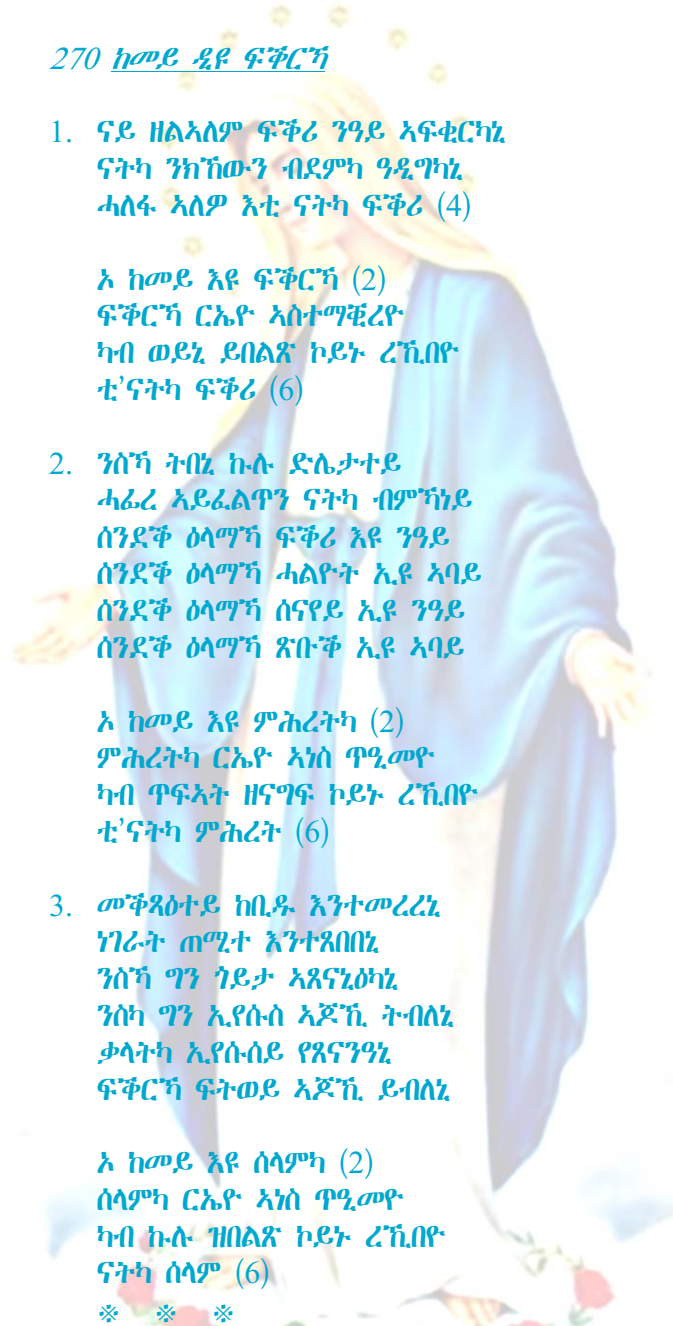 270 ከመይ ዲዩ ፍቕርኻ
1. ናይ ዘልኣለም ፍቕሪ ንዓይ ኣፍቂርካኒ
ናትካ ንክኸውን ብደምካ ዓዲግካኒ
ሓለፋ ኣለዎ እቲ ናትካ ፍቕሪ (4)
ኦ ከመይ እዩ ፍቕርኻ (2)
ፍቕርኻ ርኤዮ ኣስተማቒረዮ
ካብ ወይኒ ይበልጽ ኮይኑ ረኺበዮ
ቲ’ናትካ ፍቕሪ (6)
2. ንስኻ ትበኒ ኩሉ ድሌታተይ
ሓፊረ ኣይፈልጥን ናትካ ብምኻነይ
ሰንደቕ ዕላማኻ ፍቕሪ እዩ ንዓይ
ሰንደቕ ዕላማኻ ሓልዮት ኢዩ ኣባይ
ሰንደቕ ዕላማኻ ሰናየይ ኢዩ ንዓይ
ሰንደቕ ዕላማኻ ጽቡቕ ኢዩ ኣባይ
ኦ ከመይ እዩ ምሕረትካ (2)
ምሕረትካ ርኤዮ ኣነስ ጥዒመዮ
ካብ ጥፍኣት ዘናግፍ ኮይኑ ረኺበዮ
ቲ’ናትካ ምሕረት (6)
3. መቕጻዕተይ ከቢዱ እንተመረረኒ
ነገራት ጠሚተ እንተጸበበኒ
ንስኻ ግን ጎይታ ኣጸናኒዕካኒ
ንስካ ግን ኢየሱስ ኣጆኺ ትብለኒ
ቃላትካ ኢየሱሰይ የጸናንዓኒ
ፍቕርኻ ፍትወይ ኣጆኺ ይብለኒ
ኦ ከመይ እዩ ሰላምካ (2)
ሰላምካ ርኤዮ ኣነስ ጥዒመዮ
ካብ ኩሉ ዝበልጽ ኮይኑ ረኺበዮ
ናትካ ሰላም (6)
※ ※ ※